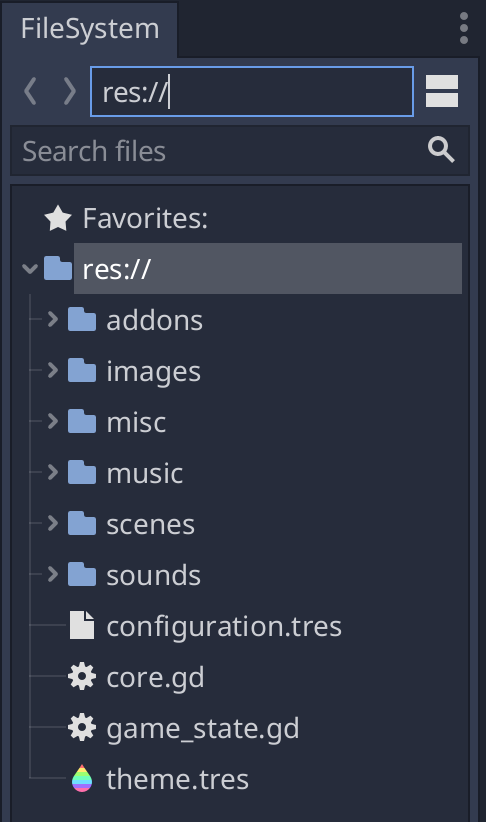 FileSystem
res://
Search files
Favorites:
res://
addons
images
misc
music
scenes
sounds
configuration.tres
core.gd
game_state.gd
theme.tres